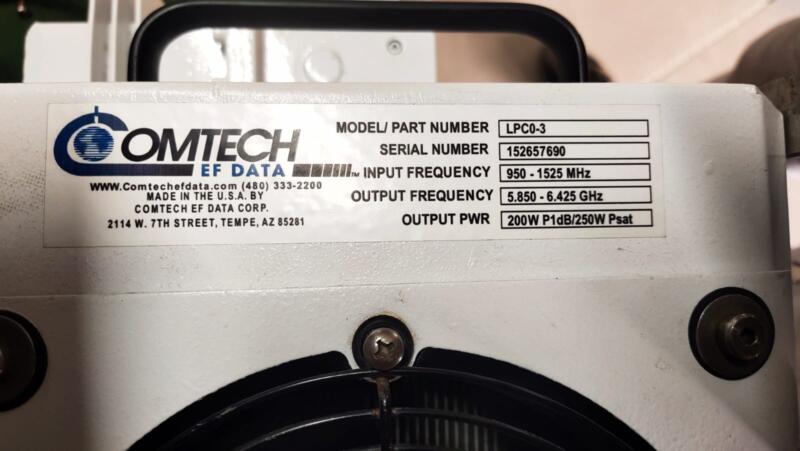 COMTECH
EF DATA
www.Comtechefdata.com (480) 333-2200
MADE IN THE U.S.A. BY
COMTECH EF DATA CORP.
2114 W. 7TH STREET, TEMPE, AZ 85281
MODEL/ PART NUMBER LPC0-3
SERIAL NUMBER 152657690
INPUT FREQUENCY 950 - 1525 MHz
OUTPUT FREQUENCY 5.850 - 6.425 GHz
OUTPUT PWR 200W P1dB/250W Psat